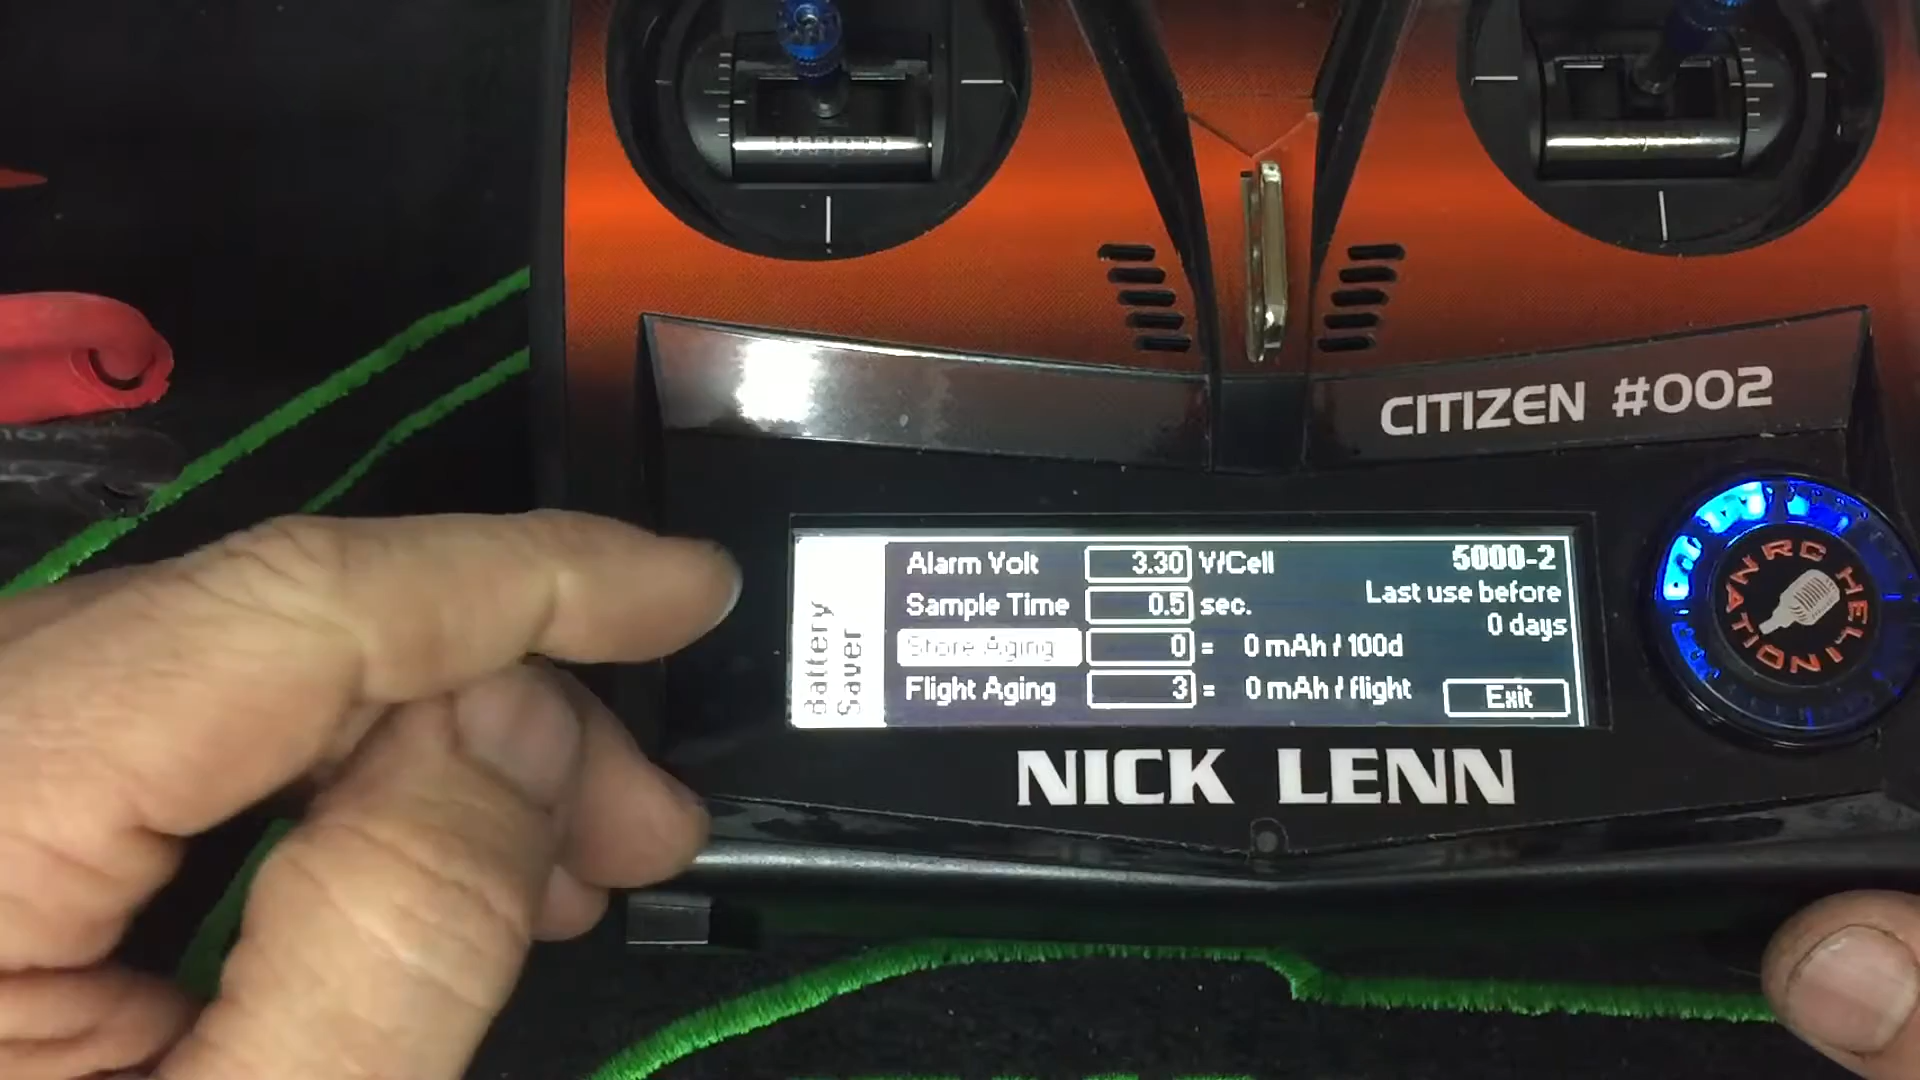 CITIZEN #002
Battery
Saver
Alarm Volt 3.30 V/Cell
Sample Time 0.5 sec.
Store Aging 0 = 0 mAh / 100d
Flight Aging 3 = 0 mAh / flight
5000-2
Last use before
0 days
Exit
RC HELI NATION
NICK LENN